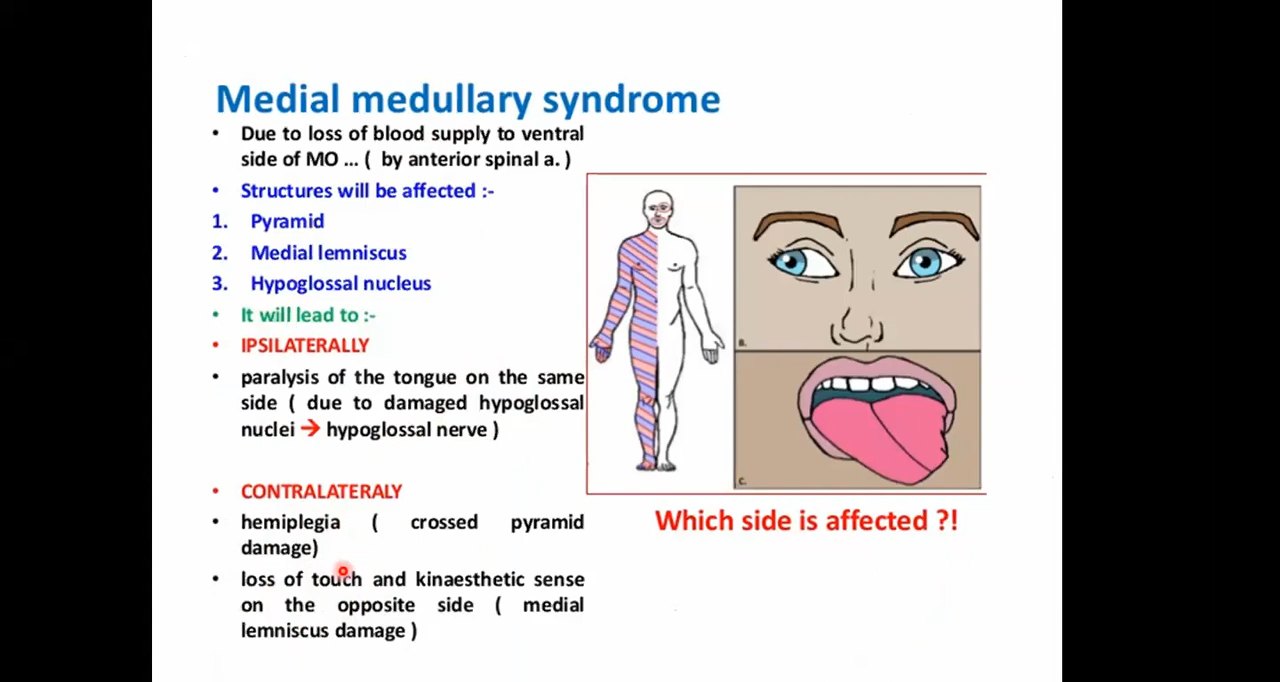 Medial medullary syndrome
• Due to loss of blood supply to ventral
side of MO ... ( by anterior spinal a. )
• Structures will be affected :-
1. Pyramid
2. Medial lemniscus
3. Hypoglossal nucleus
• It will lead to :-
• IPSILATERALLY
• paralysis of the tongue on the same
side ( due to damaged hypoglossal
nuclei → hypoglossal nerve )
• CONTRALATERALY
• hemiplegia ( crossed pyramid
damage)
• loss of touch and kinaesthetic sense
on the opposite side ( medial
lemniscus damage )
B.
C.
Which side is affected ?!